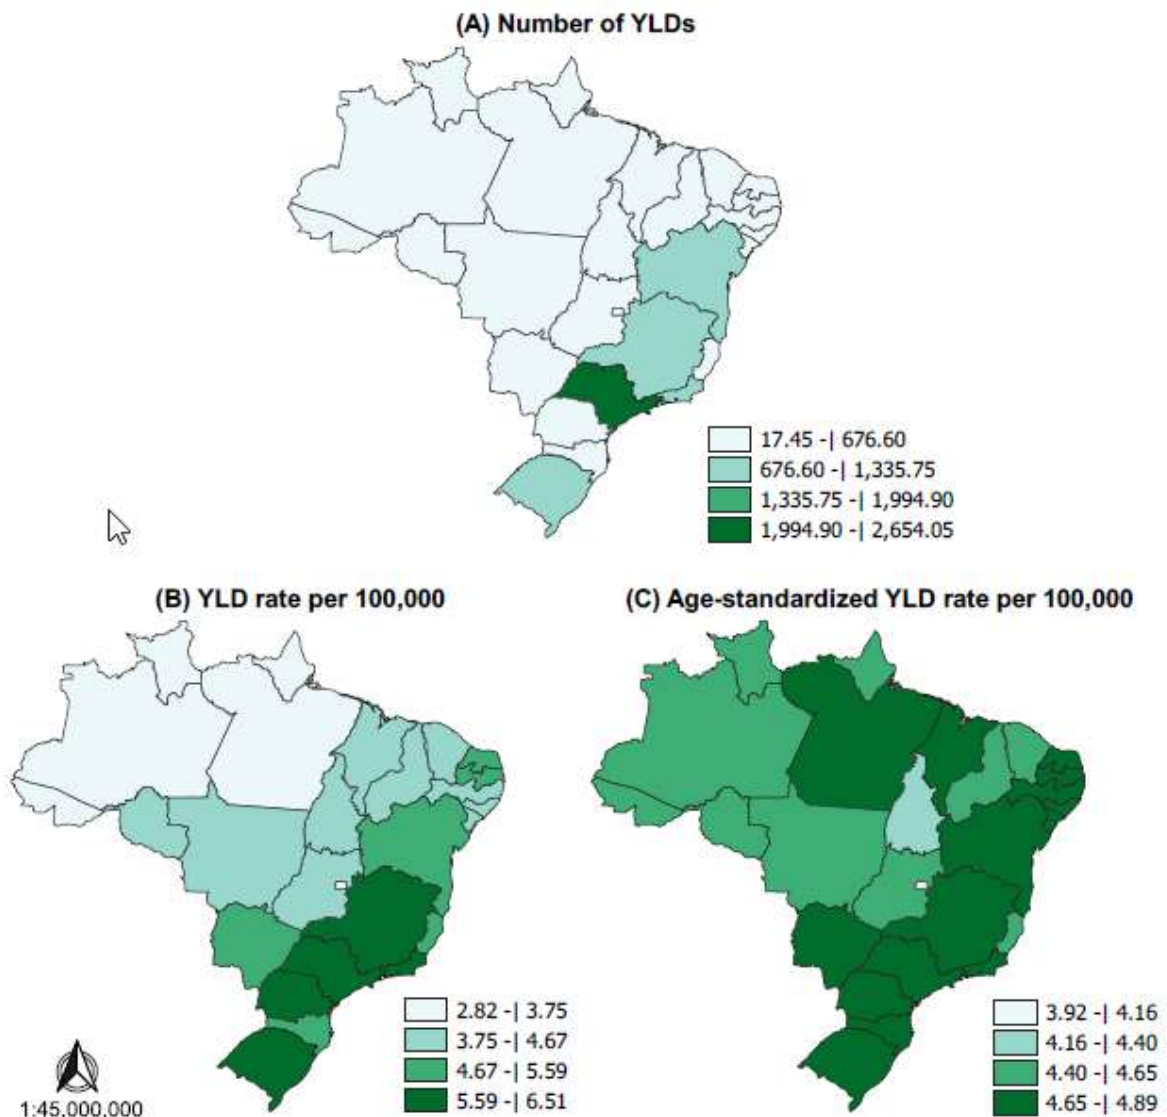 (A) Number of YLDs
17.45 -| 676.60
676.60 -| 1,335.75
1,335.75 -| 1,994.90
1,994.90 -| 2,654.05
(B) YLD rate per 100,000
2.82 -| 3.75
3.75 -| 4.67
4.67 -| 5.59
5.59 -| 6.51
1:45.000.000
(C) Age-standardized YLD rate per 100,000
3.92 -| 4.16
4.16 -| 4.40
4.40 -| 4.65
4.65 -| 4.89